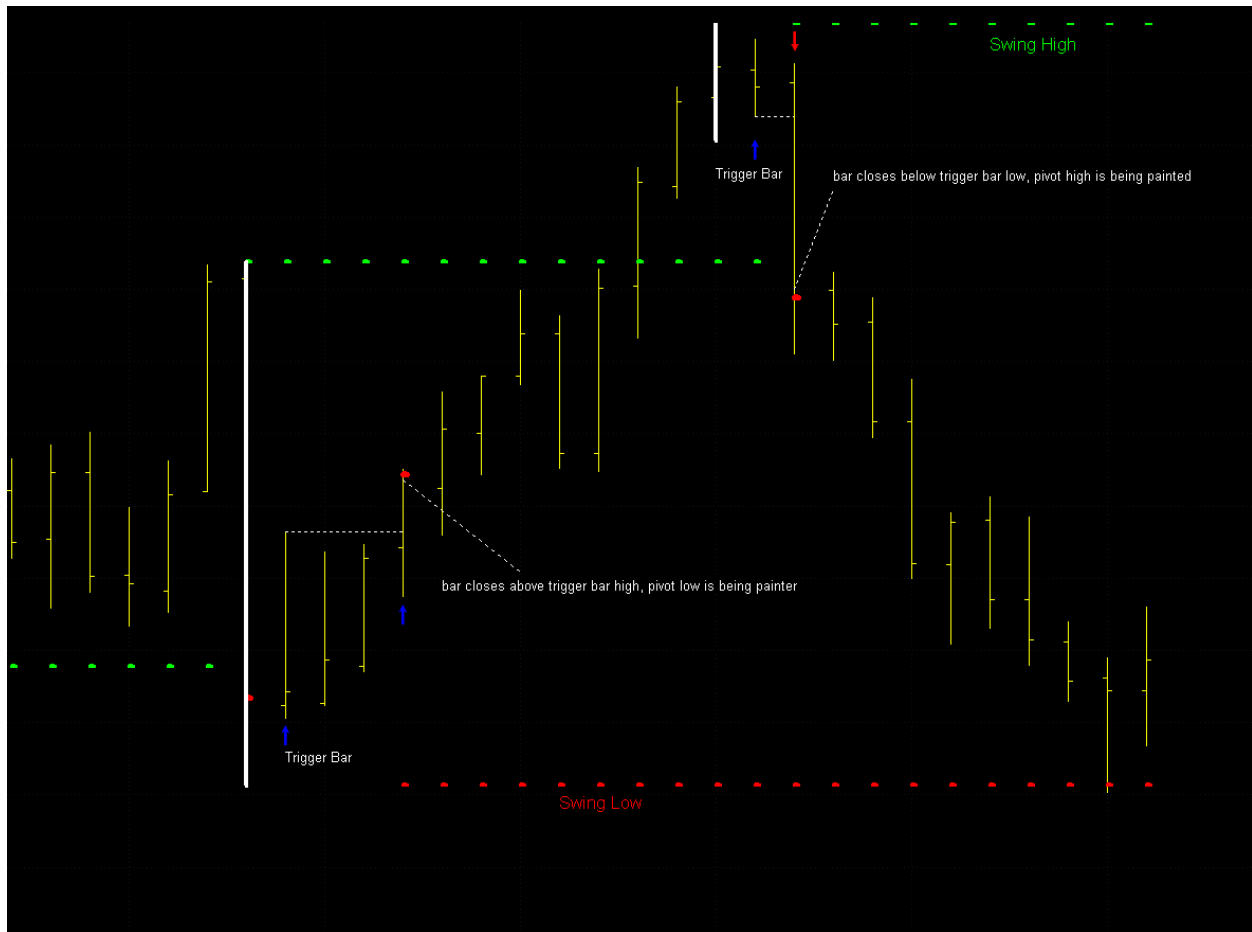 Swing High
Trigger Bar
bar closes below trigger bar low, pivot high is being painted
bar closes above trigger bar high, pivot low is being painter
Trigger Bar
Swing Low